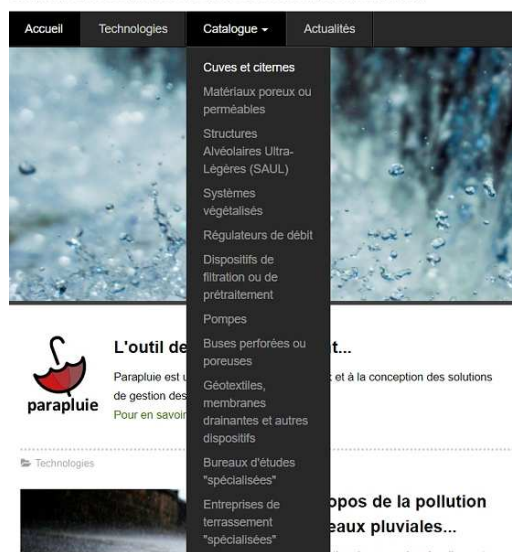 Accueil Technologies Catalogue Actualités
Cuves et citernes
Matériaux poreux ou
perméables
Structures
Alvéolaires Ultra-
Légères (SAUL)
Systèmes
végétalisés
Régulateurs de débit
Dispositifs de
filtration ou de
prétraitement
Pompes
Buses perforées ou
poreuses
Géotextiles,
membranes
drainantes et autres
dispositifs
Bureaux d'études
"spécialisées"
Entreprises de
terrassement
"spécialisées"
parapluie
L'outil de t...
Parapluie est et à la conception des solutions
de gestion des
Pour en savoir
Technologies
opos de la pollution
eaux pluviales...